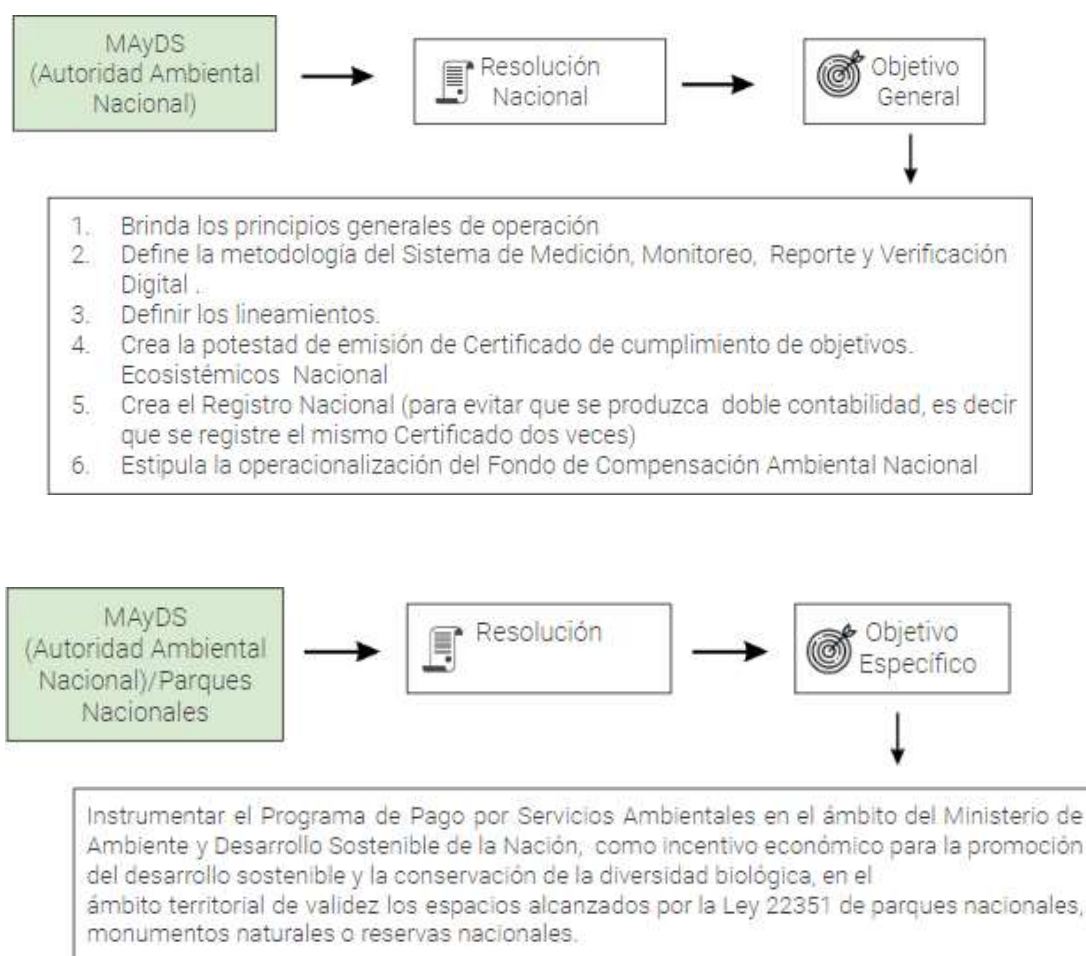 MAyDS
(Autoridad Ambiental
Nacional)
Resolución
Nacional
Objetivo
General
1. Brinda los principios generales de operación
2. Define la metodología del Sistema de Medición, Monitoreo, Reporte y Verificación
Digital .
3. Definir los lineamientos.
4. Crea la potestad de emisión de Certificado de cumplimiento de objetivos.
Ecosistémicos Nacional
5. Crea el Registro Nacional (para evitar que se produzca doble contabilidad, es decir
que se registre el mismo Certificado dos veces)
6. Estipula la operacionalización del Fondo de Compensación Ambiental Nacional
MAyDS
(Autoridad Ambiental
Nacional)/Parques
Nacionales
Resolución
Objetivo
Específico
Instrumentar el Programa de Pago por Servicios Ambientales en el ámbito del Ministerio de
Ambiente y Desarrollo Sostenible de la Nación, como incentivo económico para la promoción
del desarrollo sostenible y la conservación de la diversidad biológica, en el
ámbito territorial de validez los espacios alcanzados por la Ley 22351 de parques nacionales,
monumentos naturales o reservas nacionales.